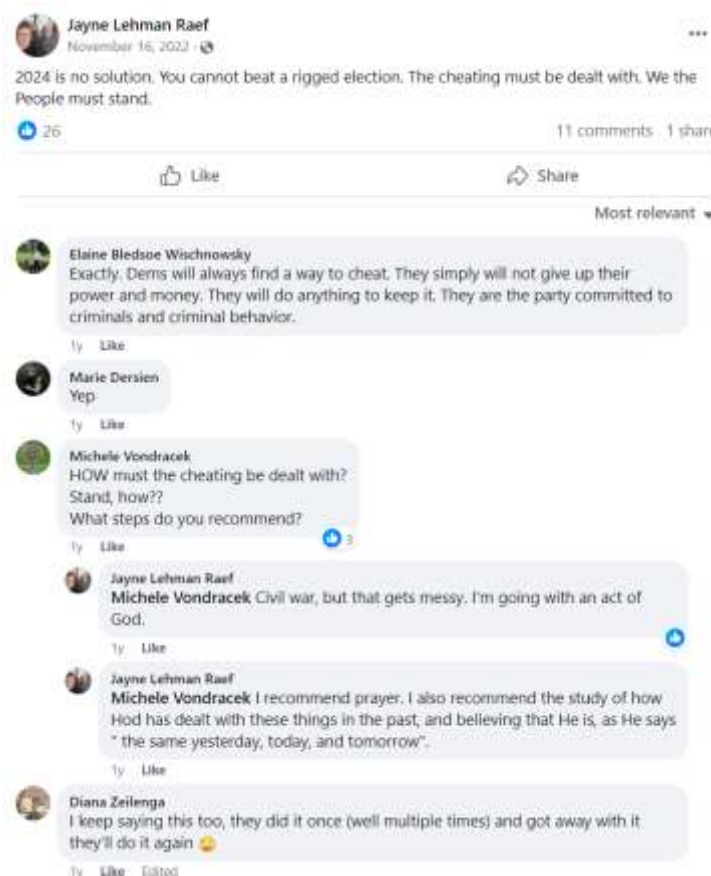 Jayne Lehman Raef
November 16, 2022 ·
2024 is no solution. You cannot beat a rigged election. The cheating must be dealt with. We the
People must stand.
26
11 comments 1 share
Like
Share
Most relevant
Elaine Bledsoe Wischnowsky
Exactly. Dems will always find a way to cheat. They simply will not give up their
power and money. They will do anything to keep it. They are the party committed to
criminals and criminal behavior.
1y Like
Marie Dersien
Yep
1y Like
Michele Vondracek
HOW must the cheating be dealt with?
Stand, how??
What steps do you recommend?
3
1y Like
Jayne Lehman Raef
Michele Vondracek Civil war, but that gets messy. I'm going with an act of
God.
1y Like
Jayne Lehman Raef
Michele Vondracek I recommend prayer. I also recommend the study of how
Hod has dealt with these things in the past, and believing that He is, as He says
" the same yesterday, today, and tomorrow".
1y Like
Diana Zeilenga
I keep saying this too, they did it once (well multiple times) and got away with it
they'll do it again
1y Like Edited